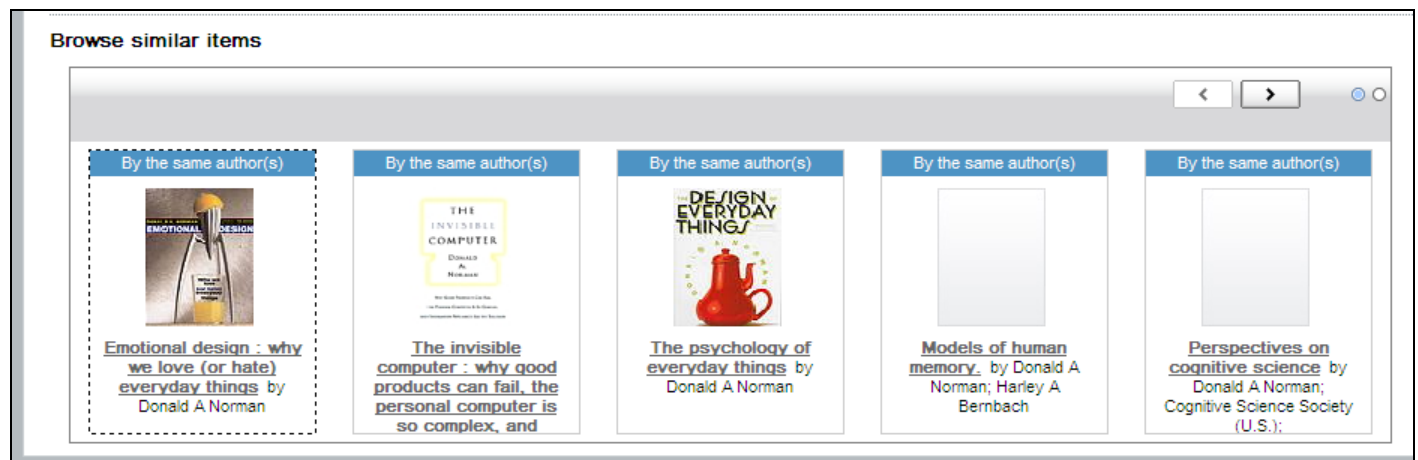 Browse similar items
By the same author(s)
EMOTIONAL DESIGN
Emotional design : why
we love (or hate)
everyday things by
Donald A Norman
By the same author(s)
THE
INVISIBLE
COMPUTER
DONALD
A.
NORMAN
The invisible
computer : why good
products can fail, the
personal computer is
so complex, and
By the same author(s)
THE DESIGN OF
EVERYDAY
THINGS
DONALD A. NORMAN
The psychology of
everyday things by
Donald A Norman
By the same author(s)
Models of human
memory. by Donald A
Norman; Harley A
Bernbach
By the same author(s)
Perspectives on
cognitive science by
Donald A Norman;
Cognitive Science Society
(U.S.);